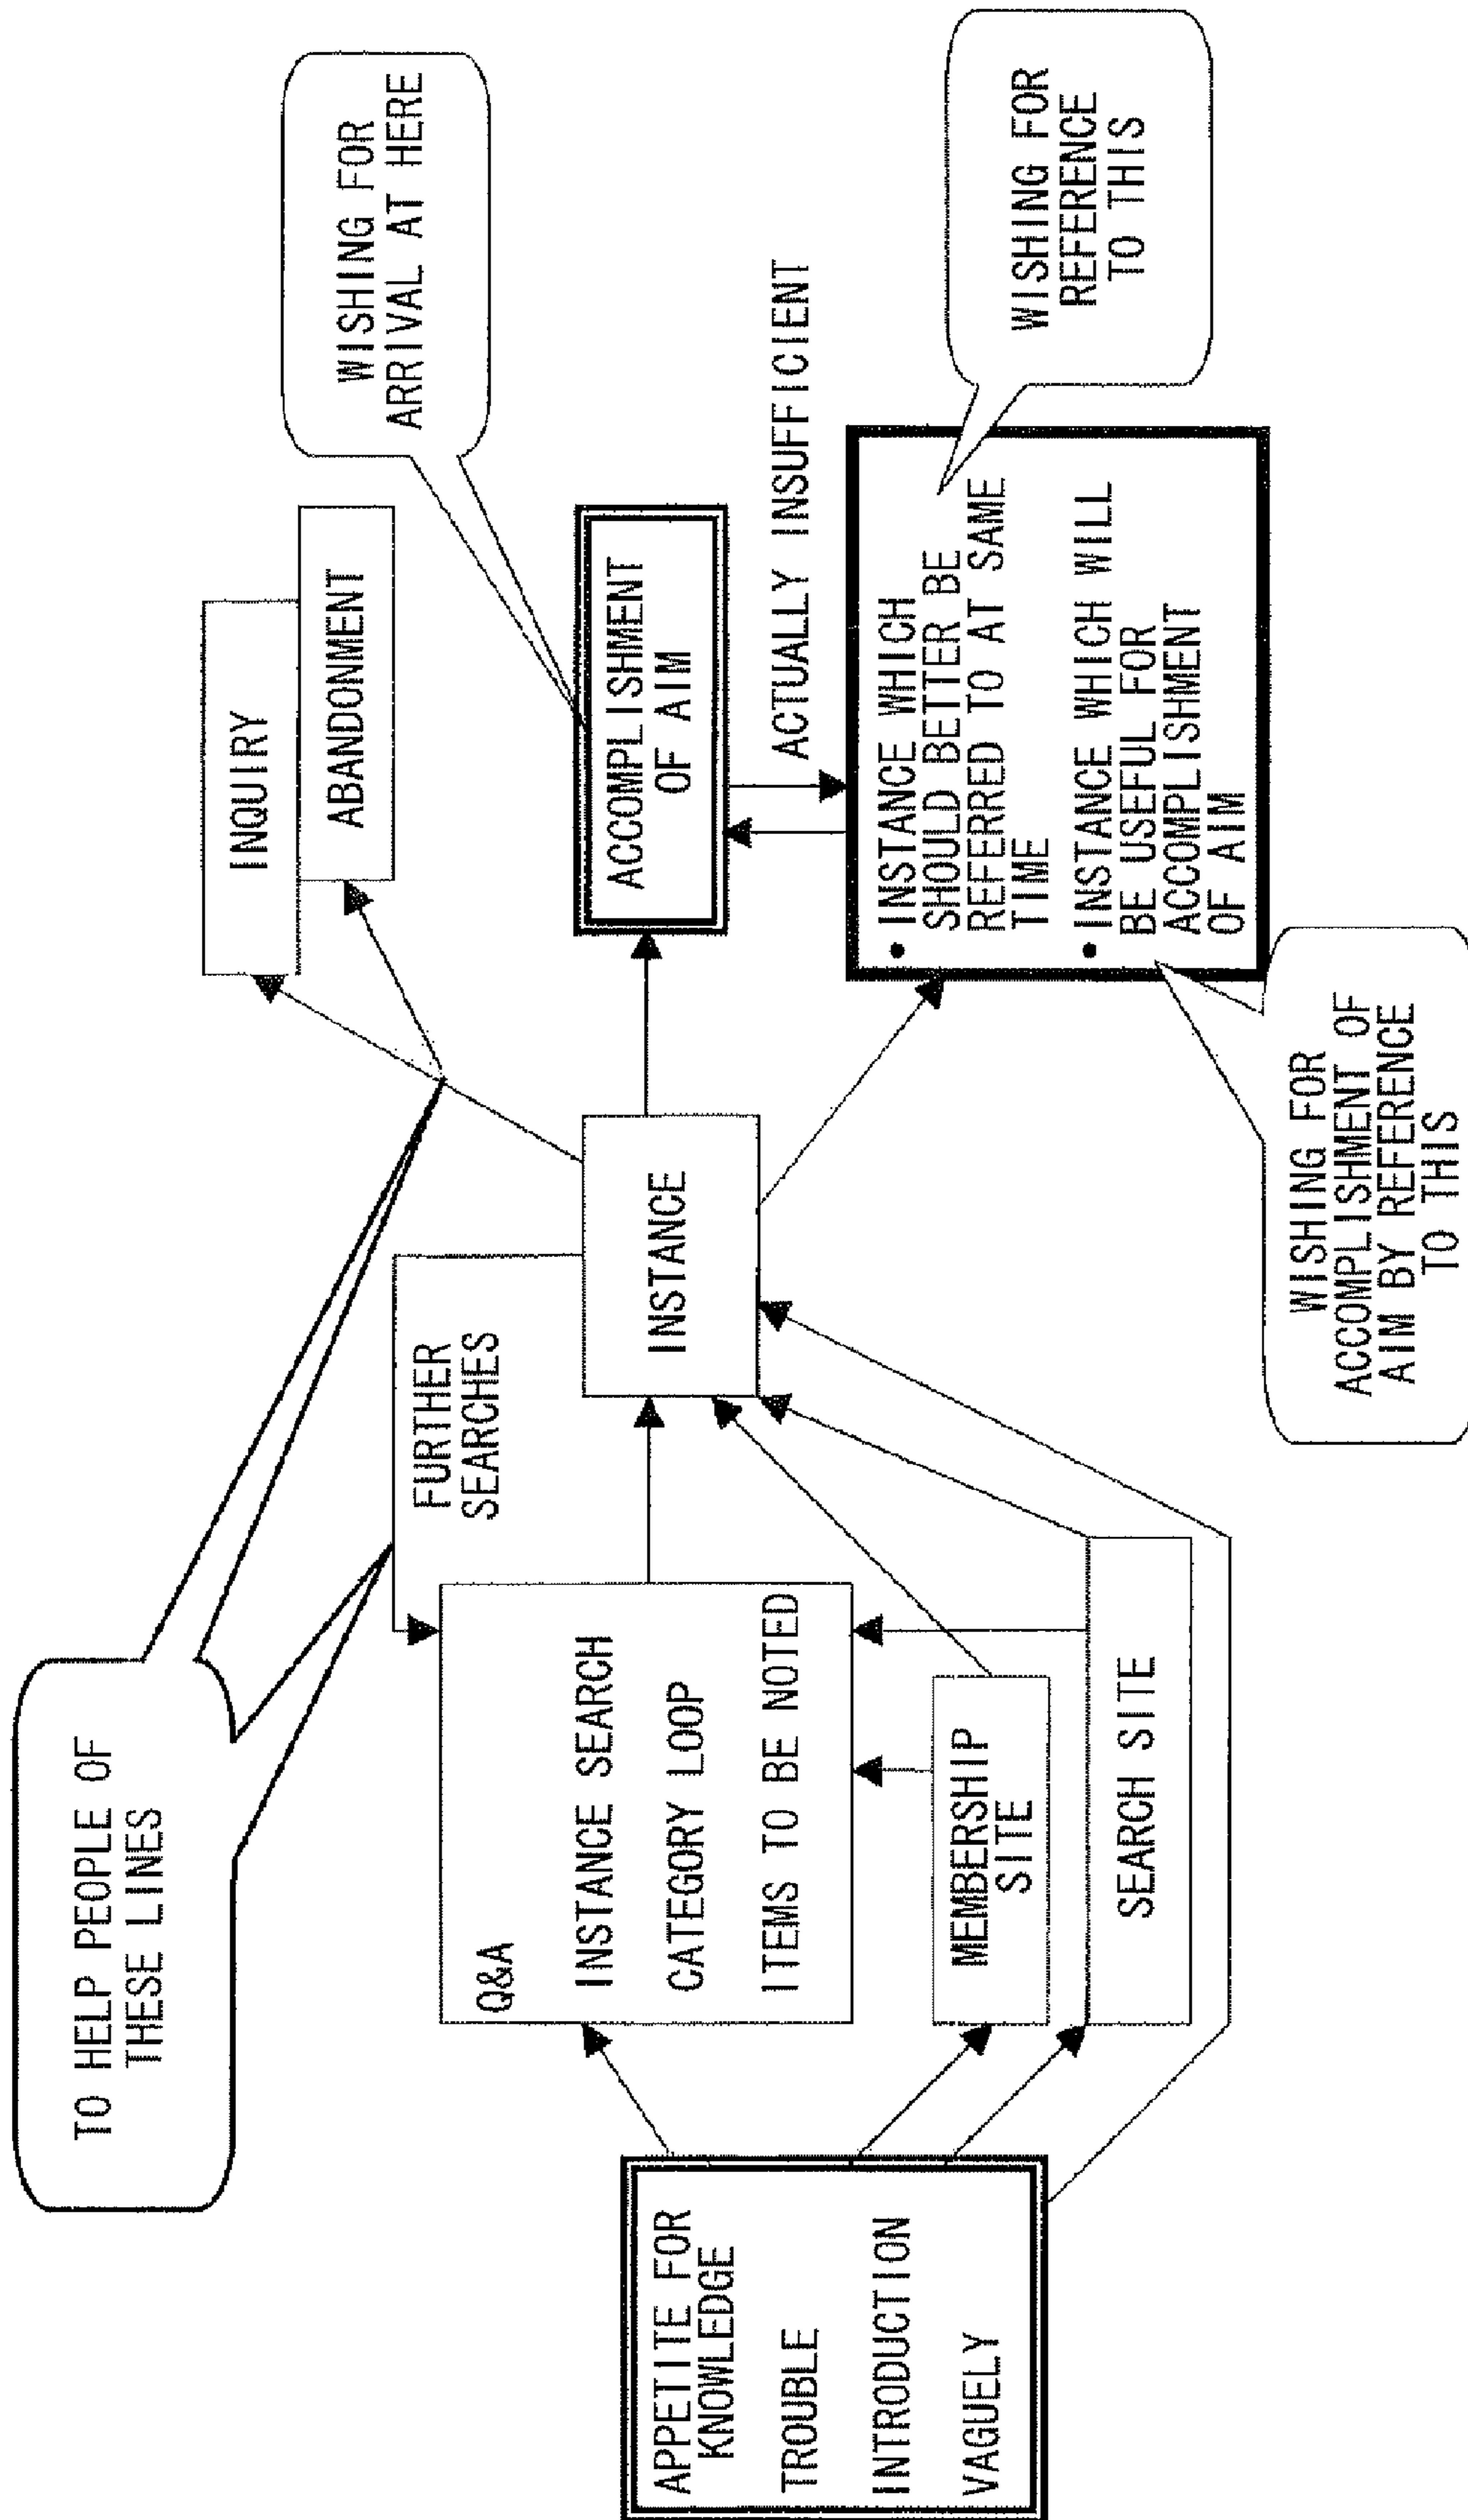 TO HELP PEOPLE OF
THESE LINES
APPETITE FOR
KNOWLEDGE
TROUBLE
INTRODUCTION
VAGUELY
Q&A
INSTANCE SEARCH
CATEGORY LOOP
ITEMS TO BE NOTED
MEMBERSHIP
SITE
SEARCH SITE
FURTHER
SEARCHES
INSTANCE
INQUIRY
ABANDONMENT
WISHING FOR
ARRIVAL AT HERE
ACCOMPLISHMENT
OF AIM
ACTUALLY INSUFFICIENT
• INSTANCE WHICH
SHOULD BETTER BE
REFERRED TO AT SAME
TIME
• INSTANCE WHICH WILL
BE USEFUL FOR
ACCOMPLISHMENT
OF AIM
WISHING FOR
REFERENCE
TO THIS
WISHING FOR
ACCOMPLISHMENT OF
AIM BY REFERENCE
TO THIS